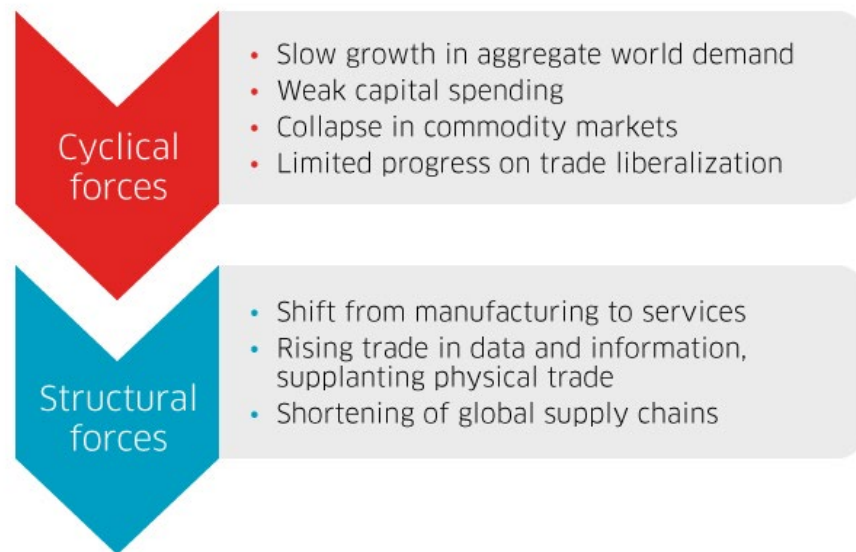 Cyclical
forces
• Slow growth in aggregate world demand
• Weak capital spending
• Collapse in commodity markets
• Limited progress on trade liberalization
Structural
forces
• Shift from manufacturing to services
• Rising trade in data and information,
supplanting physical trade
• Shortening of global supply chains